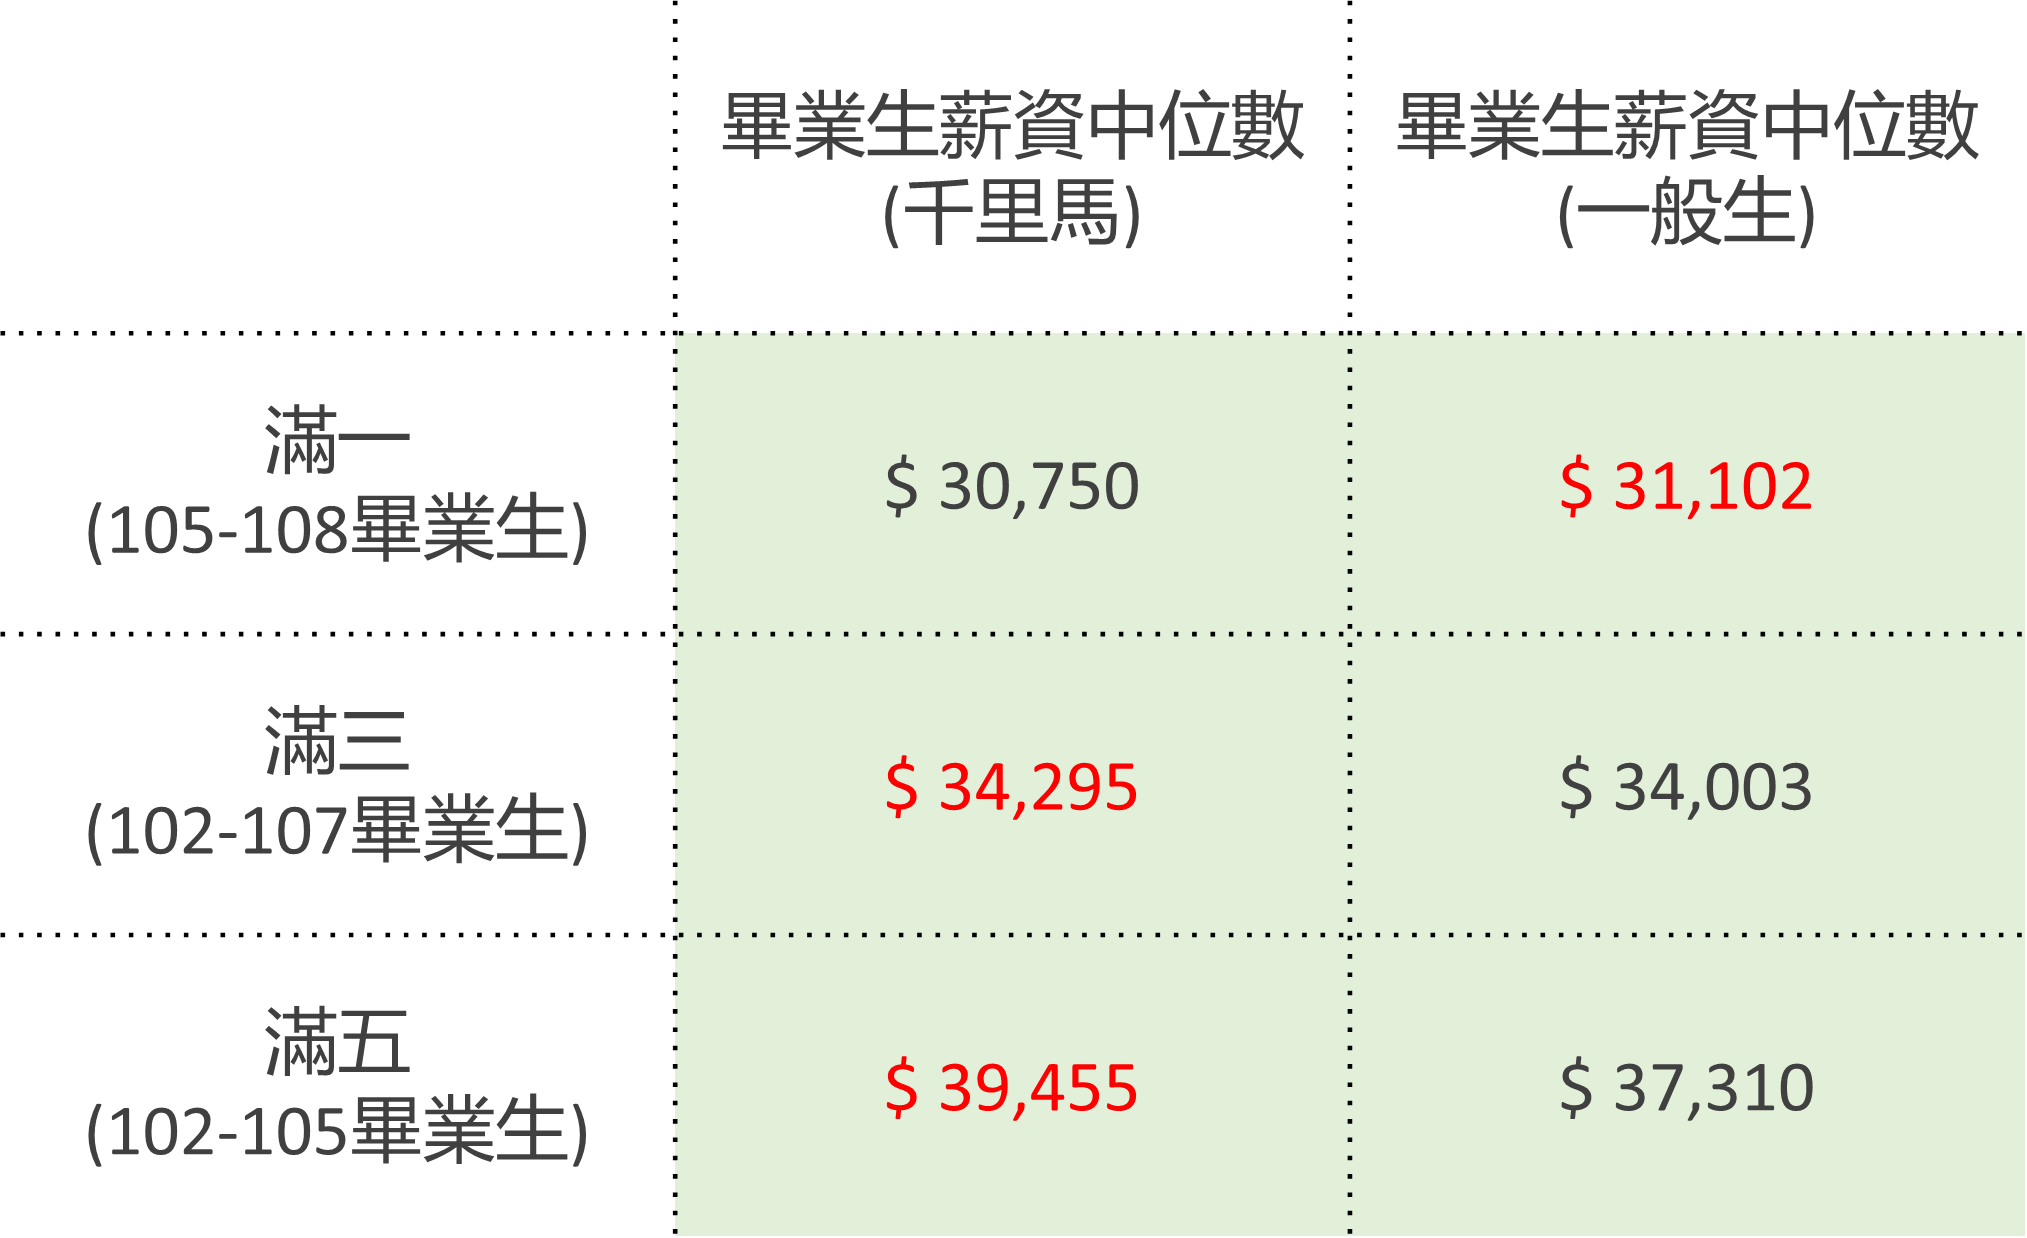 畢業生薪資中位數
(千里馬)
畢業生薪資中位數
(一般生)
滿一
(105-108畢業生)
$ 30,750
$ 31,102
滿三
(102-107畢業生)
$ 34,295
$ 34,003
滿五
(102-105畢業生)
$ 39,455
$ 37,310